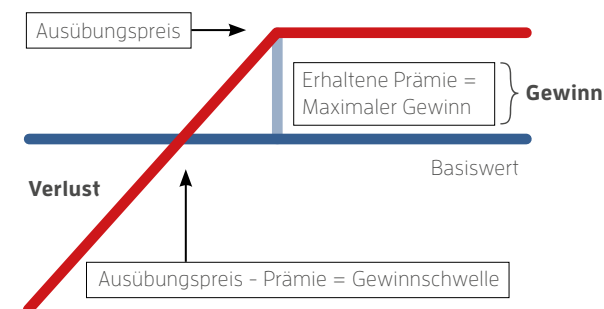 Ausübungspreis
Erhaltene Prämie =
Maximaler Gewinn
Gewinn
Basiswert
Verlust
Ausübungspreis - Prämie = Gewinnschwelle